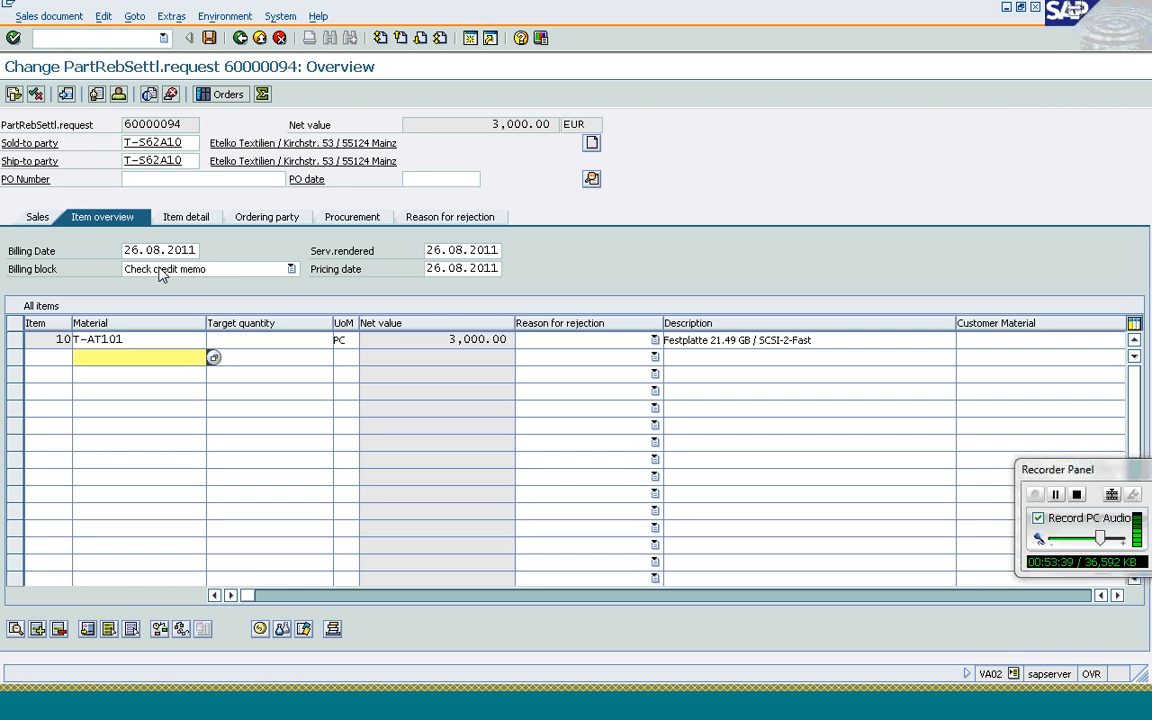 Sales document Edit Goto Extras Environment System Help
SAP
Change PartRebSettl.request 60000094: Overview
Orders
PartRebSettl.request 60000094 Net value 3,000.00 EUR
Sold-to party T-S62A10 Etelko Textilien / Kirchstr. 53 / 55124 Mainz
Ship-to party T-S62A10 Etelko Textilien / Kirchstr. 53 / 55124 Mainz
PO Number PO date
Sales Item overview Item detail Ordering party Procurement Reason for rejection
Billing Date 26.08.2011 Serv.rendered 26.08.2011
Billing block Check credit memo Pricing date 26.08.2011
All items
Item Material Target quantity UoM Net value Reason for rejection Description Customer Material
10 T-AT101 PC 3,000.00 Festplatte 21.49 GB / SCSI-2-Fast
Recorder Panel
Record PC Audio
00:53:39 / 36,592 KB
VA02 sapserver OVR